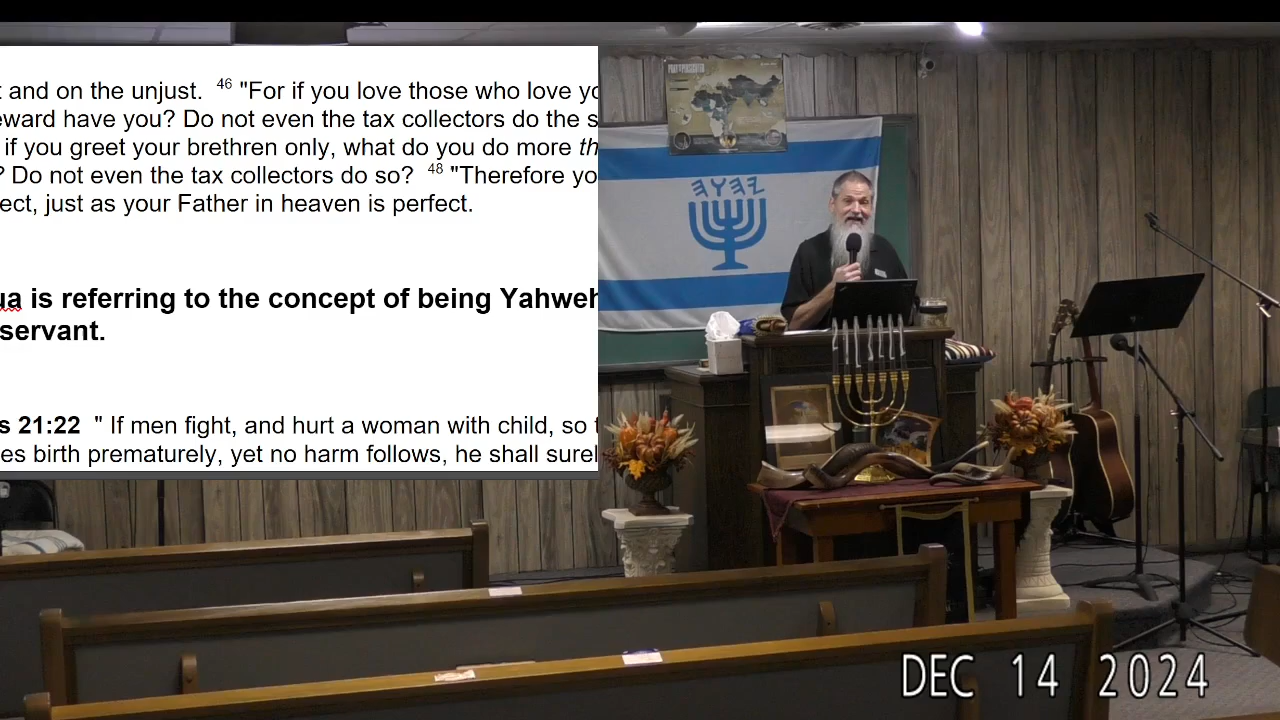 t and on the unjust. 46 "For if you love those who love yo
eward have you? Do not even the tax collectors do the s
if you greet your brethren only, what do you do more th
? Do not even the tax collectors do so? 48 "Therefore yo
ect, just as your Father in heaven is perfect.
ua is referring to the concept of being Yahweh
servant.
s 21:22 " If men fight, and hurt a woman with child, so t
es birth prematurely, yet no harm follows, he shall surel
𐤉𐤄𐤅𐤄
DEC 14 2024